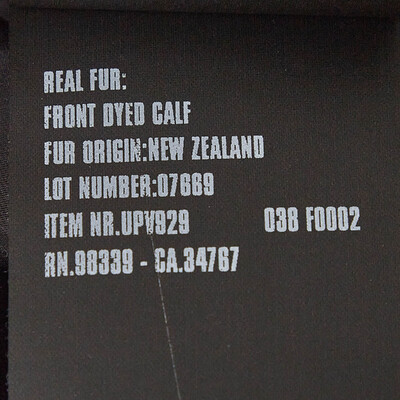 REAL FUR:
FRONT DYED CALF
FUR ORIGIN:NEW ZEALAND
LOT NUMBER:07669
ITEM NR.UPV929 038 F0002
RN.98339 - CA.34767